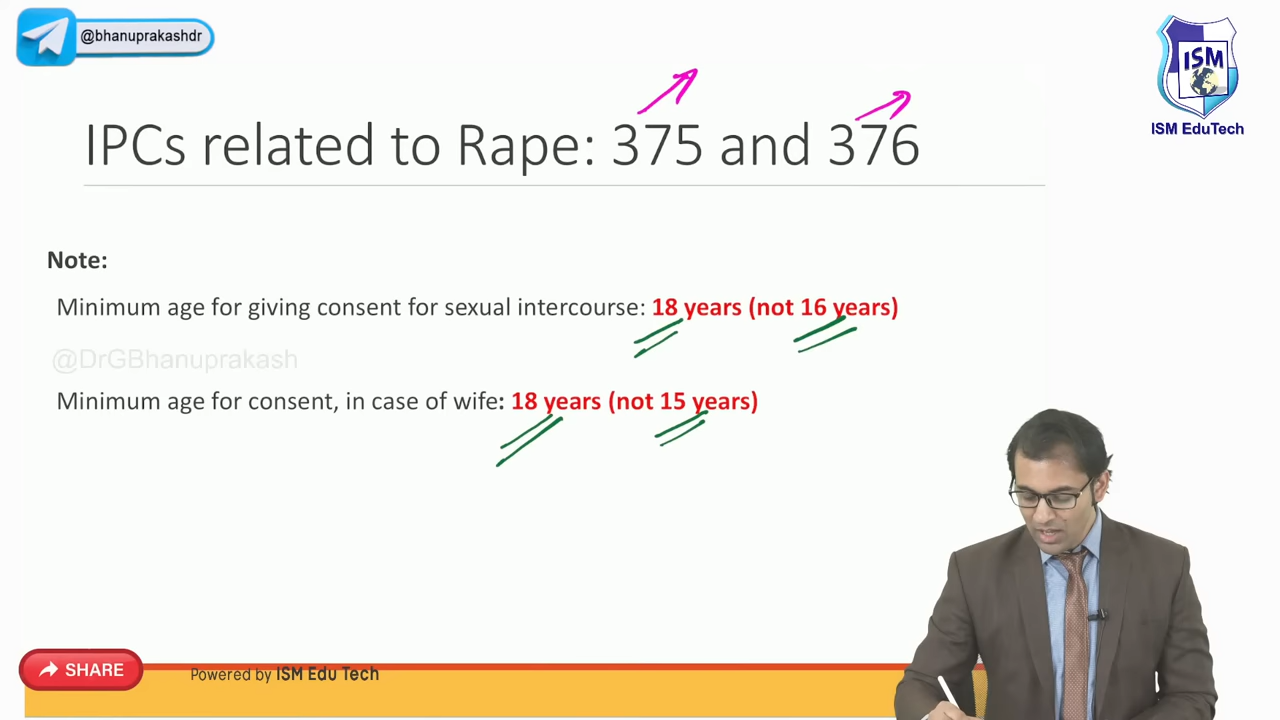 @bhanuprakashdr
ISM
ISM EduTech
IPCs related to Rape: 375 and 376
Note:
Minimum age for giving consent for sexual intercourse: 18 years (not 16 years)
@DrGBhanuprakash
Minimum age for consent, in case of wife: 18 years (not 15 years)
SHARE
Powered by ISM Edu Tech